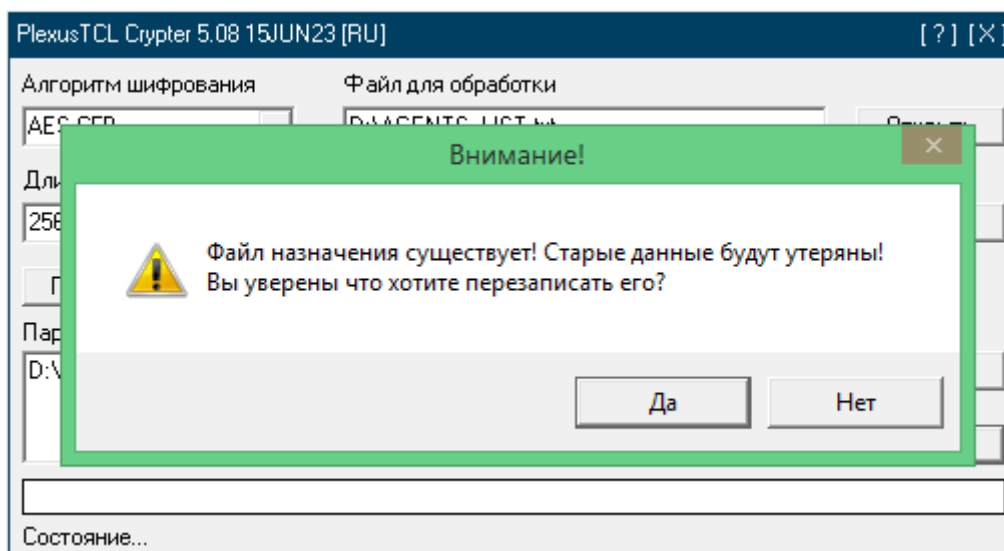 PlexusTCL Crypter 5.08 15JUN23 [RU] [ ? ] [X]
Алгоритм шифрования Файл для обработки
Внимание!
256
Файл назначения существует! Старые данные будут утеряны!
Вы уверены что хотите перезаписать его?
D:\
Да Нет
Состояние...